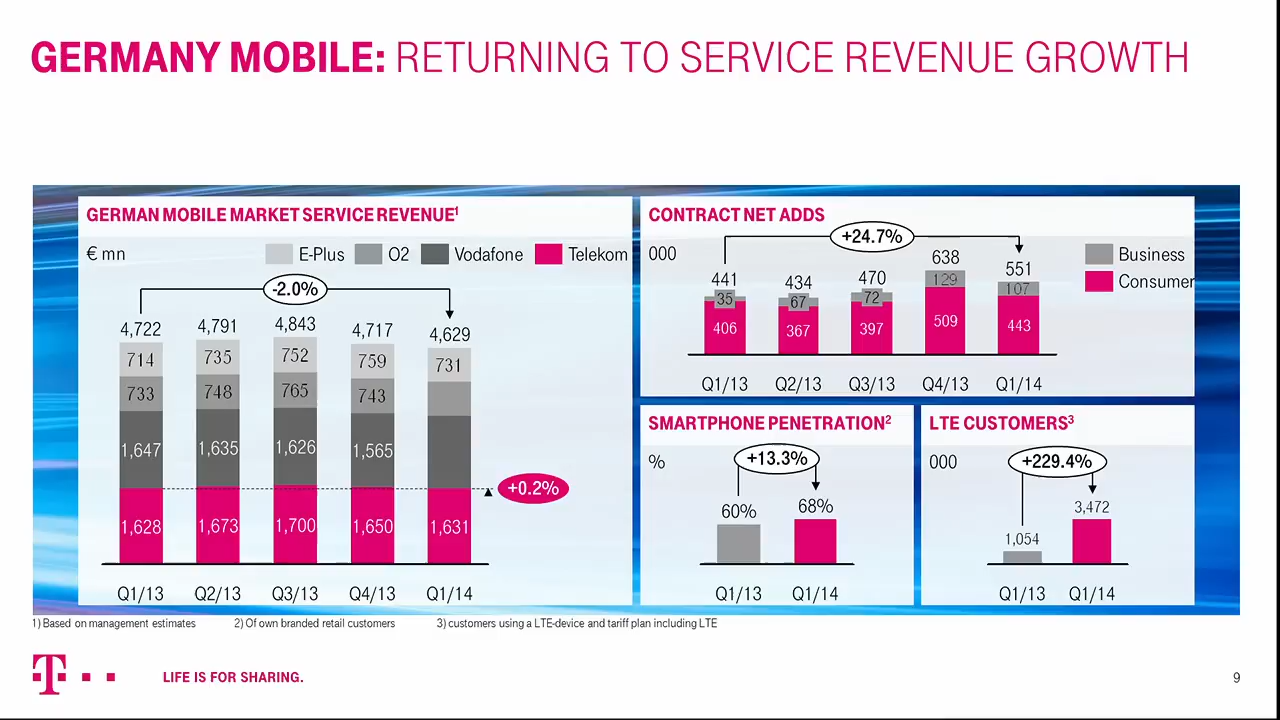 GERMANY MOBILE: RETURNING TO SERVICE REVENUE GROWTH
GERMAN MOBILE MARKET SERVICE REVENUE1
€ mn
E-Plus O2 Vodafone Telekom
-2.0%
4,722 4,791 4,843 4,717 4,629
714 735 752 759 731
733 748 765 743
1,647 1,635 1,626 1,565
+0.2%
1,628 1,673 1,700 1,650 1,631
Q1/13 Q2/13 Q3/13 Q4/13 Q1/14
CONTRACT NET ADDS
000
+24.7%
Business
Consumer
441 434 470 638 551
35 67 72 129 107
406 367 397 509 443
Q1/13 Q2/13 Q3/13 Q4/13 Q1/14
SMARTPHONE PENETRATION2
%
+13.3%
60% 68%
Q1/13 Q1/14
LTE CUSTOMERS3
000
+229.4%
1,054 3,472
Q1/13 Q1/14
1) Based on management estimates 2) Of own branded retail customers 3) customers using a LTE-device and tariff plan including LTE
T
LIFE IS FOR SHARING.
9